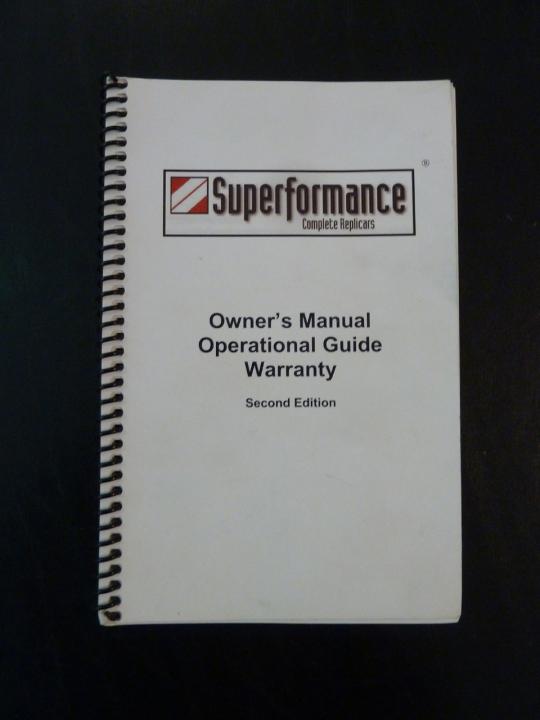 ®
Superformance
Complete Replicars
Owner's Manual
Operational Guide
Warranty
Second Edition